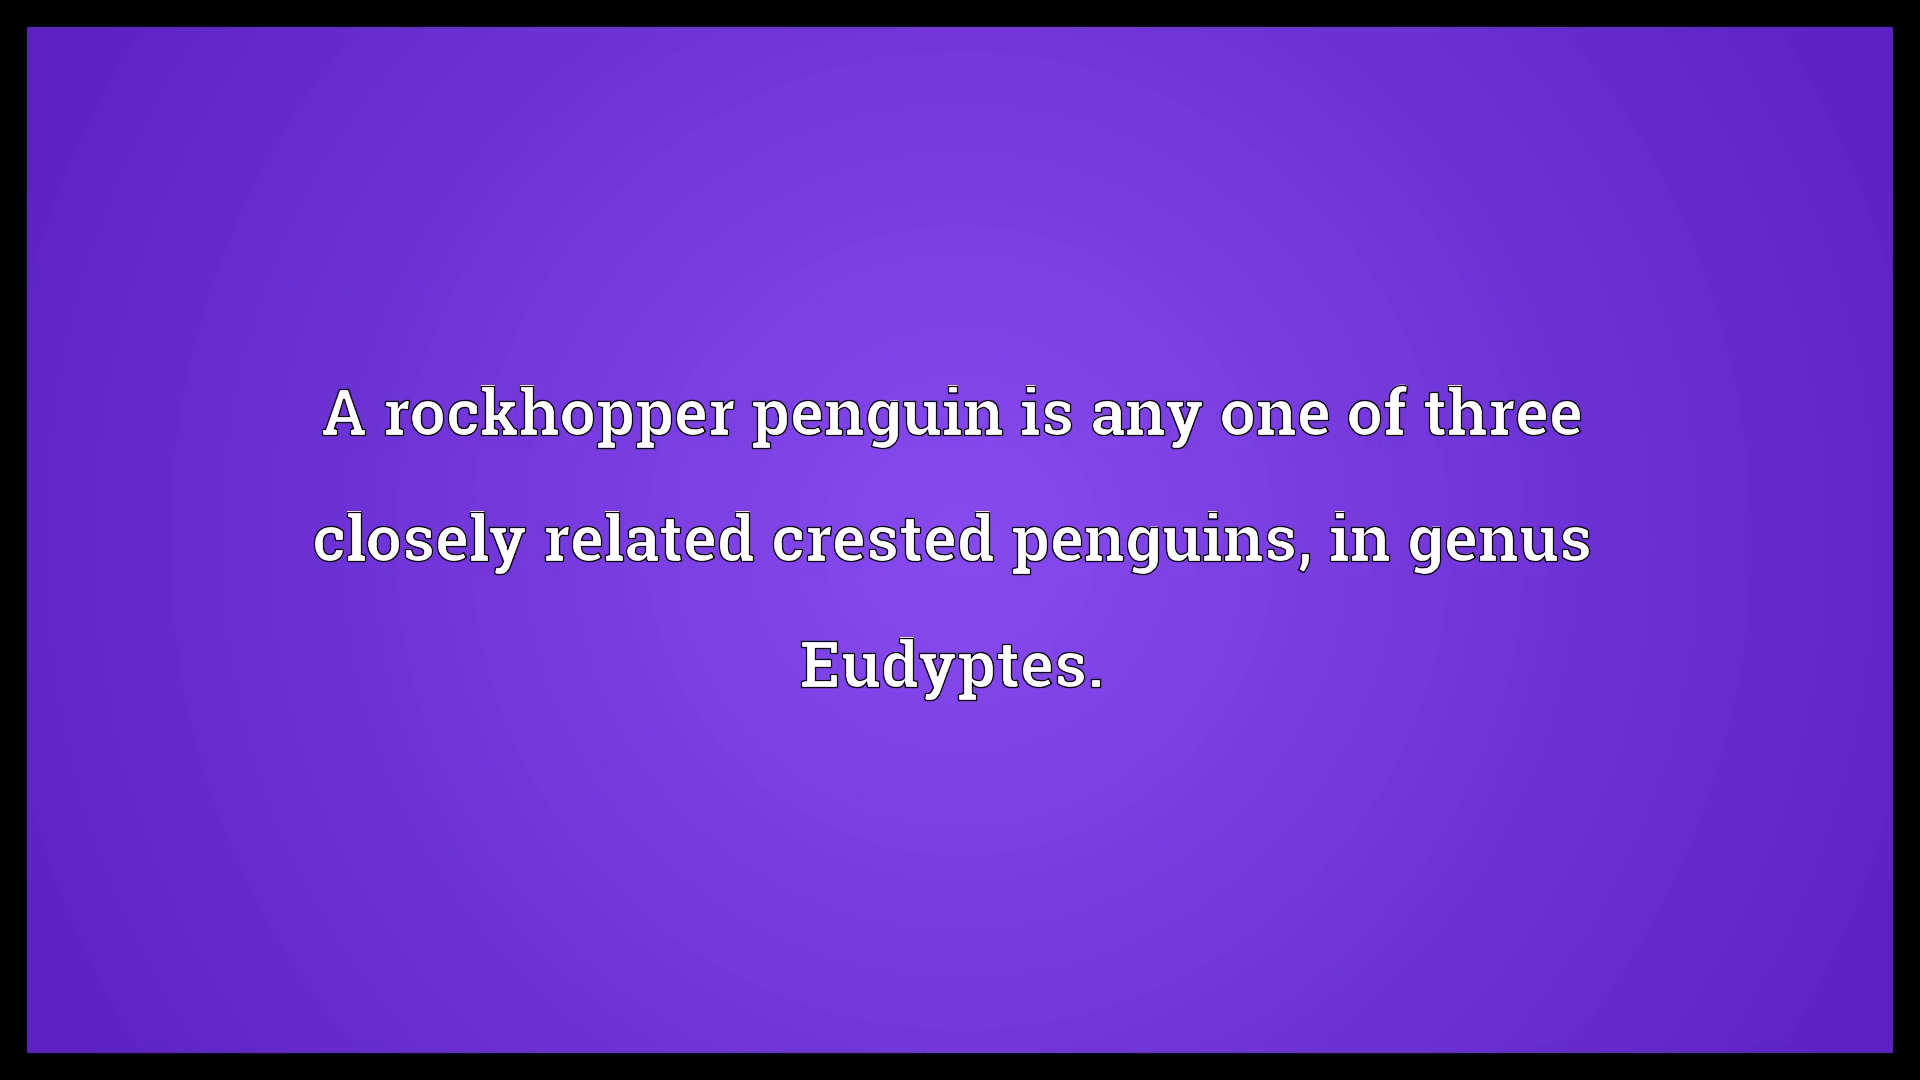 A rockhopper penguin is any one of three
closely related crested penguins, in genus
Eudyptes.